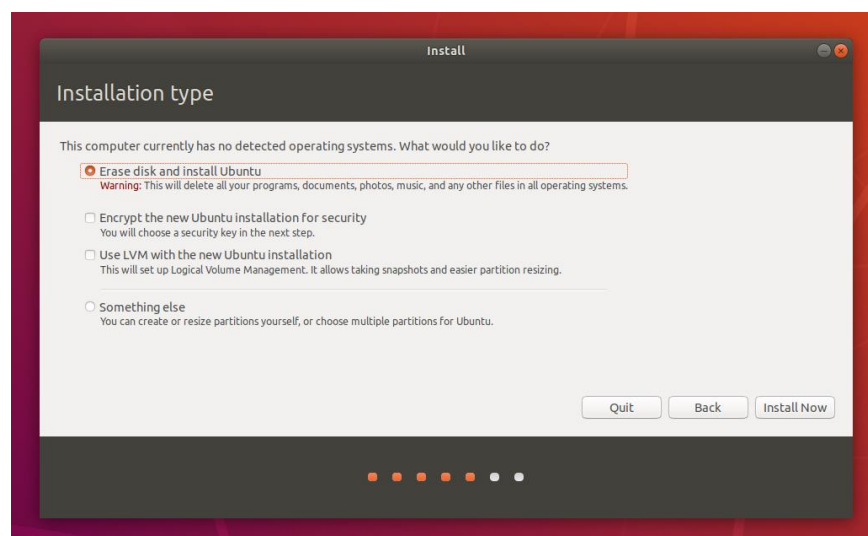 Install
Installation type
This computer currently has no detected operating systems. What would you like to do?
Erase disk and install Ubuntu
Warning: This will delete all your programs, documents, photos, music, and any other files in all operating systems.
Encrypt the new Ubuntu installation for security
You will choose a security key in the next step.
Use LVM with the new Ubuntu installation
This will set up Logical Volume Management. It allows taking snapshots and easier partition resizing.
Something else
You can create or resize partitions yourself, or choose multiple partitions for Ubuntu.
Quit Back Install Now